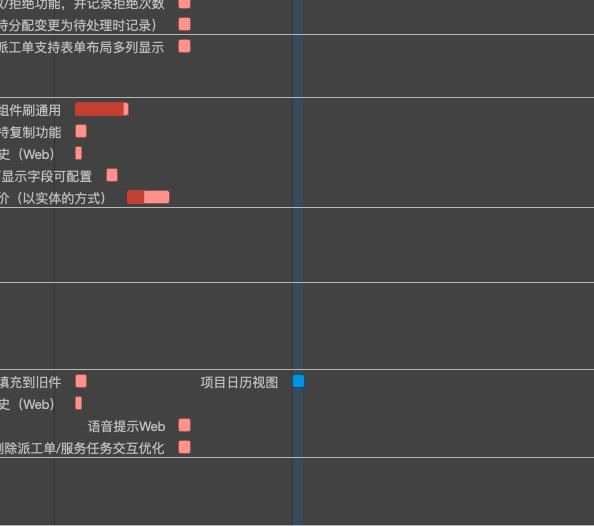 /拒绝功能，并记录拒绝次数
待分配变更为待处理时记录）
派工单支持表单布局多列显示
组件刷通用
持复制功能
史（Web）
显示字段可配置
价（以实体的方式）
填充到旧件
项目日历视图
史（Web）
语音提示Web
除派工单/服务任务交互优化